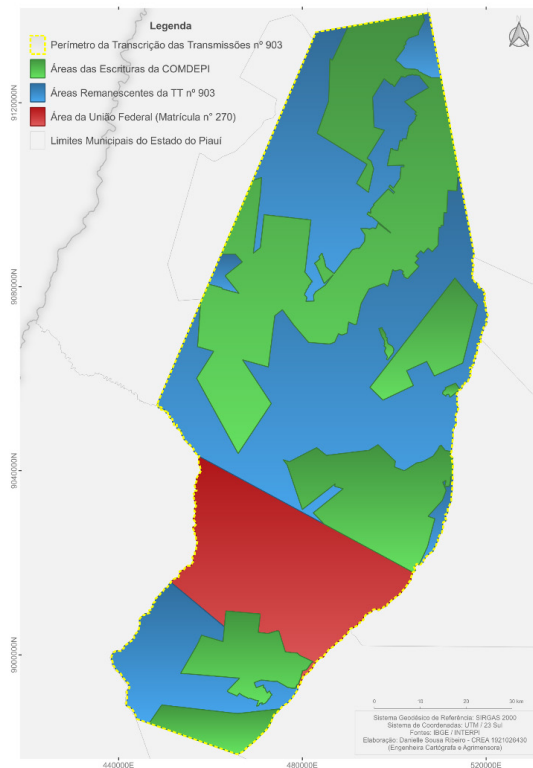 Legenda
Perímetro da Transcrição das Transmissões nº 903
Áreas das Escrituras da COMDEPI
Áreas Remanescentes da TT nº 903
Área da União Federal (Matrícula n° 270)
Limites Municipais do Estado do Piauí
9120000N
9080000N
9040000N
9000000N
0
10
20
30 km
Sistema Geodésico de Referência: SIRGAS 2000
Sistema de Coordenadas: UTM / 23 Sul
Fontes: IBGE / INTERPI
Elaboração: Danielle Sousa Ribeiro - CREA 1921026430
(Engenheira Cartógrafa e Agrimensora)
440000E
480000E
520000E